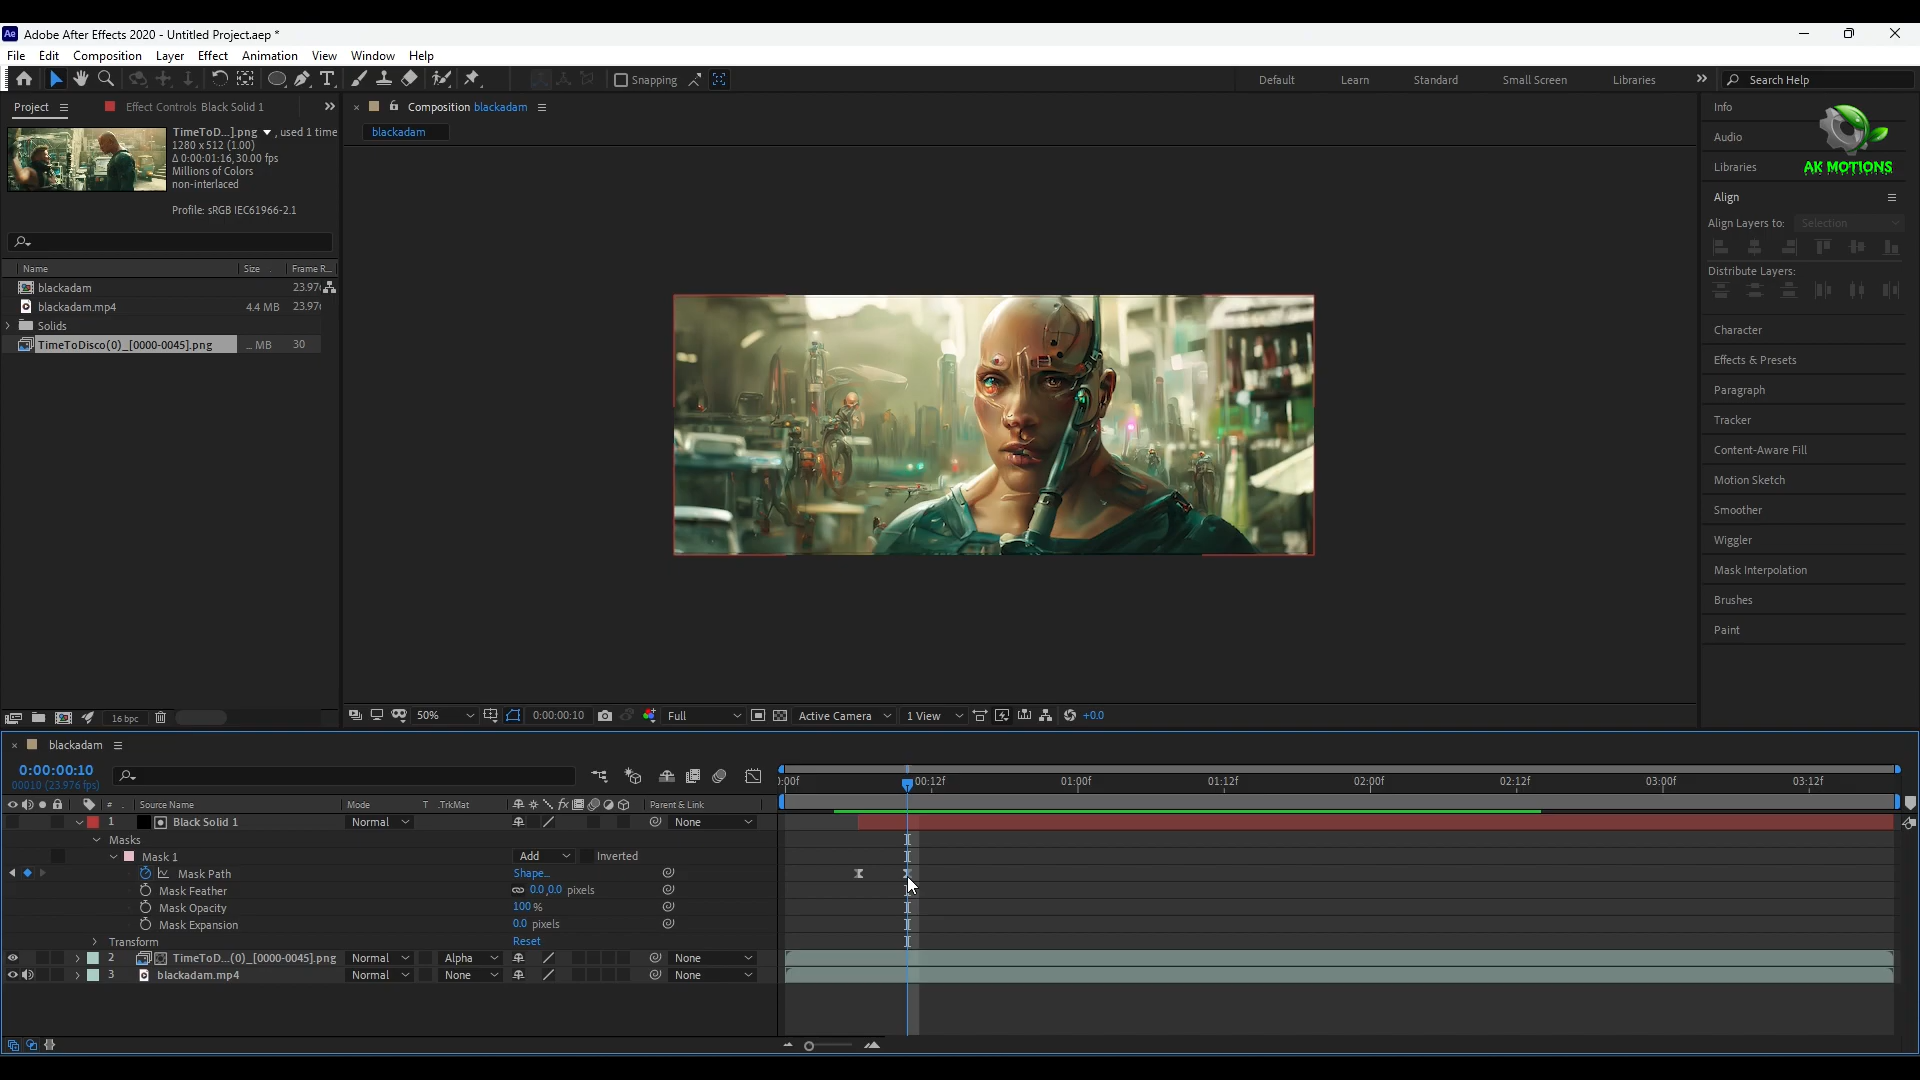 Ae Adobe After Effects 2020 - Untitled Project.aep *
File Edit Composition Layer Effect Animation View Window Help
T Snapping Default Learn Standard Small Screen Libraries » Search Help
Project Effect Controls Black Solid 1 » × Composition blackadam Info
blackadam
TimeToD...].png ▼, used 1 time
1280 x 512 (1.00)
Δ 0:00:01:16, 30.00 fps
Millions of Colors
non-interlaced
Profile: sRGB IEC61966-2.1
Audio
Libraries
AK MOTIONS
Align
Align Layers to: Selection
Distribute Layers:
Character
Effects & Presets
Paragraph
Tracker
Content-Aware Fill
Motion Sketch
Smoother
Wiggler
Mask Interpolation
Brushes
Paint
Name Size Frame R...
blackadam 23.97
blackadam.mp4 4.4 MB 23.97
Solids
TimeToDisco(0)_[0000-0045].png ... MB 30
16 bpc
50% 0:00:00:10 Full Active Camera 1 View +0.0
× blackadam
0:00:00:10
00010 (23.976 fps)
:00f 00:12f 01:00f 01:12f 02:00f 02:12f 03:00f 03:12f
# Source Name Mode T .TrkMat fx Parent & Link
1 Black Solid 1 Normal None
Masks
Mask 1 Add Inverted
Mask Path Shape...
Mask Feather 0.0,0.0 pixels
Mask Opacity 100 %
Mask Expansion 0.0 pixels
Transform Reset
2 TimeToD...(0)_[0000-0045].png Normal Alpha None
3 blackadam.mp4 Normal None None